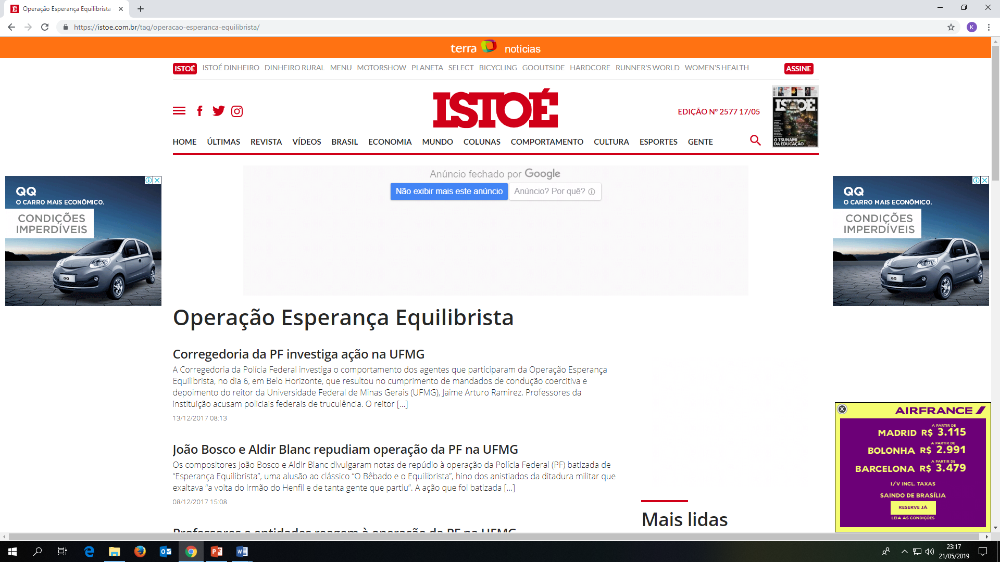 Operação Esperança Equilibrista
https://istoe.com.br/tag/operacao-esperanca-equilibrista/
K
terra notícias
ISTOÉ ISTOÉ DINHEIRO DINHEIRO RURAL MENU MOTORSHOW PLANETA SELECT BICYCLING GOOUTSIDE HARDCORE RUNNER'S WORLD WOMEN'S HEALTH ASSINE
ISTOÉ
EDIÇÃO Nº 2577 17/05
ISTOÉ
O TSUNAMI
DA EDUCAÇÃO
HOME ÚLTIMAS REVISTA VÍDEOS BRASIL ECONOMIA MUNDO COLUNAS COMPORTAMENTO CULTURA ESPORTES GENTE
Anúncio fechado por Google
Não exibir mais este anúncio Anúncio? Por quê?
QQ
O CARRO MAIS ECONÔMICO.
CONDIÇÕES
IMPERDÍVEIS
QQ
QQ
O CARRO MAIS ECONÔMICO.
CONDIÇÕES
IMPERDÍVEIS
QQ
Operação Esperança Equilibrista
Corregedoria da PF investiga ação na UFMG
A Corregedoria da Polícia Federal investiga o comportamento dos agentes que participaram da Operação Esperança
Equilibrista, no dia 6, em Belo Horizonte, que resultou no cumprimento de mandados de condução coercitiva e
depoimento do reitor da Universidade Federal de Minas Gerais (UFMG), Jaime Arturo Ramirez. Professores da
instituição acusam policiais federais de truculência. O reitor [...]
13/12/2017 08:13
João Bosco e Aldir Blanc repudiam operação da PF na UFMG
Os compositores João Bosco e Aldir Blanc divulgaram notas de repúdio à operação da Polícia Federal (PF) batizada de
“Esperança Equilibrista”, uma alusão ao clássico “O Bêbado e o Equilibrista”, hino dos anistiados da ditadura militar que
exaltava “a volta do irmão do Henfil e de tanta gente que partiu”. A ação que foi batizada [...]
08/12/2017 15:08
Professores e entidades reagem à operação da PF na UFMG
Mais lidas
AIRFRANCE
A PARTIR DE
MADRID R$ 3.115
A PARTIR DE
BOLONHA R$ 2.991
A PARTIR DE
BARCELONA R$ 3.479
I/V INCL. TAXAS
SAINDO DE BRASÍLIA
RESERVE JÁ
LEIA AS CONDIÇÕES
23:17
21/05/2019